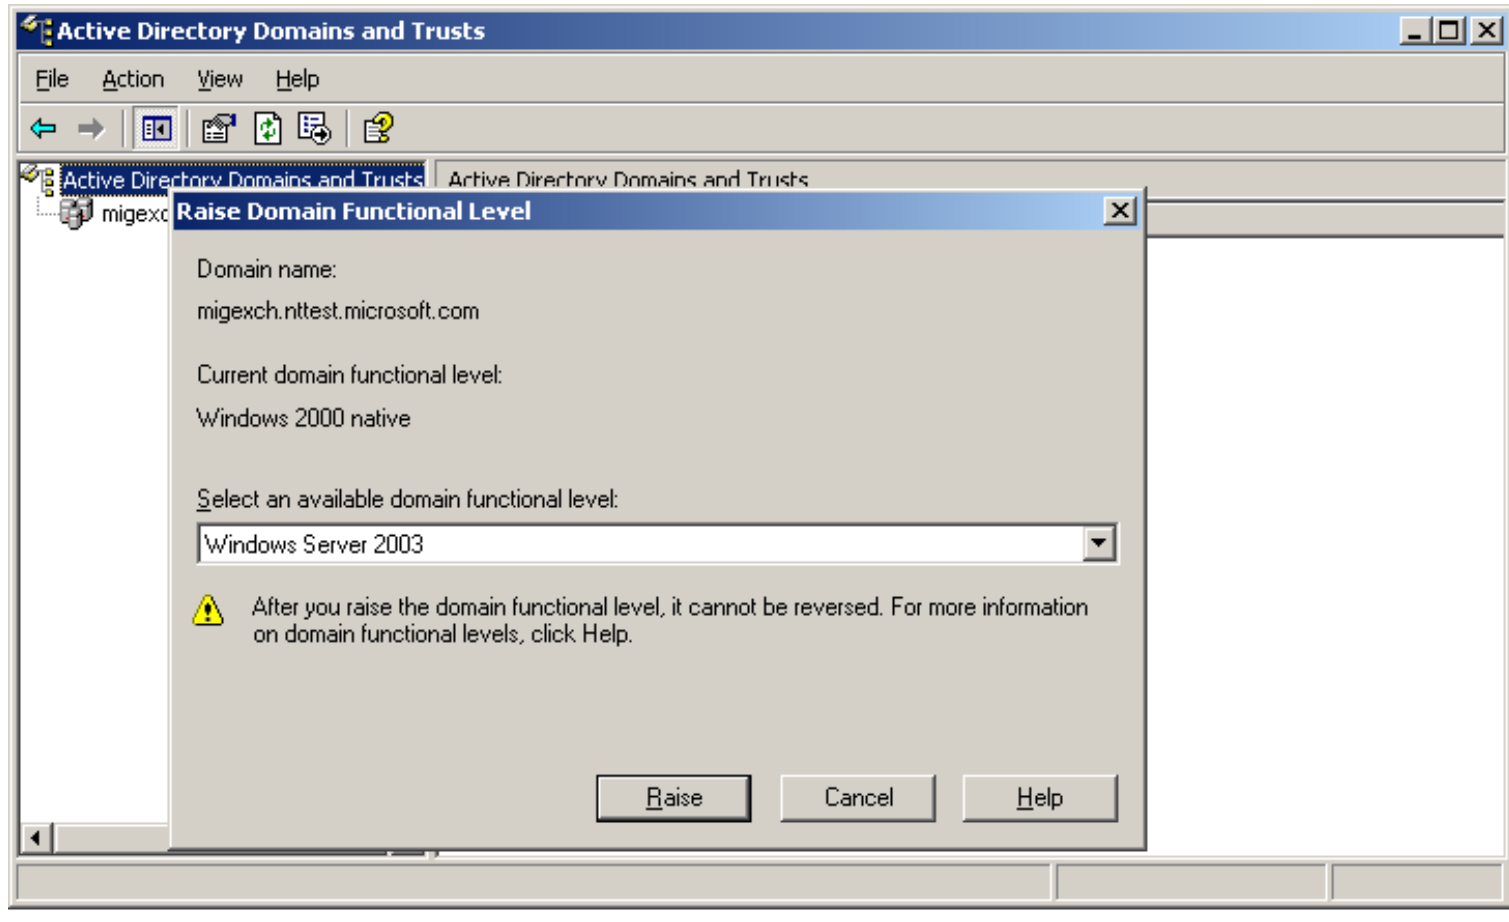 Active Directory Domains and Trusts
File Action View Help
Active Directory Domains and Trusts Active Directory Domains and Trusts
Raise Domain Functional Level
Domain name:
migexch.nttest.microsoft.com
Current domain functional level:
Windows 2000 native
Select an available domain functional level:
Windows Server 2003
After you raise the domain functional level, it cannot be reversed. For more information
on domain functional levels, click Help.
Raise Cancel Help